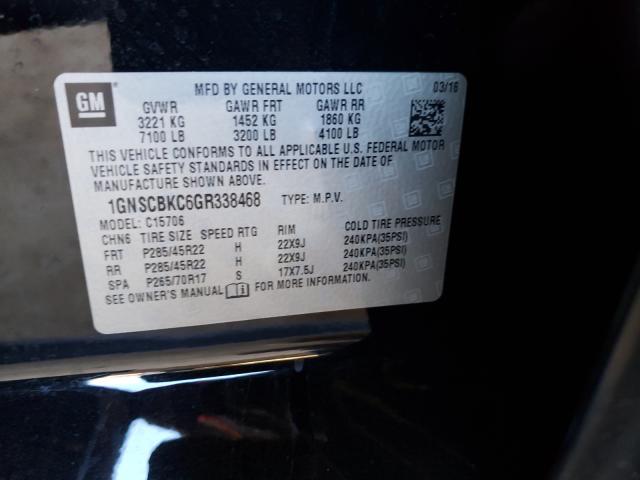 GM
MFD BY GENERAL MOTORS LLC 03/16
GVWR GAWR FRT GAWR RR
3221 KG 1452 KG 1860 KG
7100 LB 3200 LB 4100 LB
THIS VEHICLE CONFORMS TO ALL APPLICABLE U.S. FEDERAL MOTOR
VEHICLE SAFETY STANDARDS IN EFFECT ON THE DATE OF
MANUFACTURE SHOWN ABOVE.
1GNSCBKC6GR338468 TYPE: M.P.V.
MODEL: C15706
CHN6 TIRE SIZE SPEED RTG RIM COLD TIRE PRESSURE
FRT P285/45R22 H 22X9J 240KPA(35PSI)
RR P285/45R22 H 22X9J 240KPA(35PSI)
SPA P265/70R17 S 17X7.5J 240KPA(35PSI)
SEE OWNER'S MANUAL FOR MORE INFORMATION.